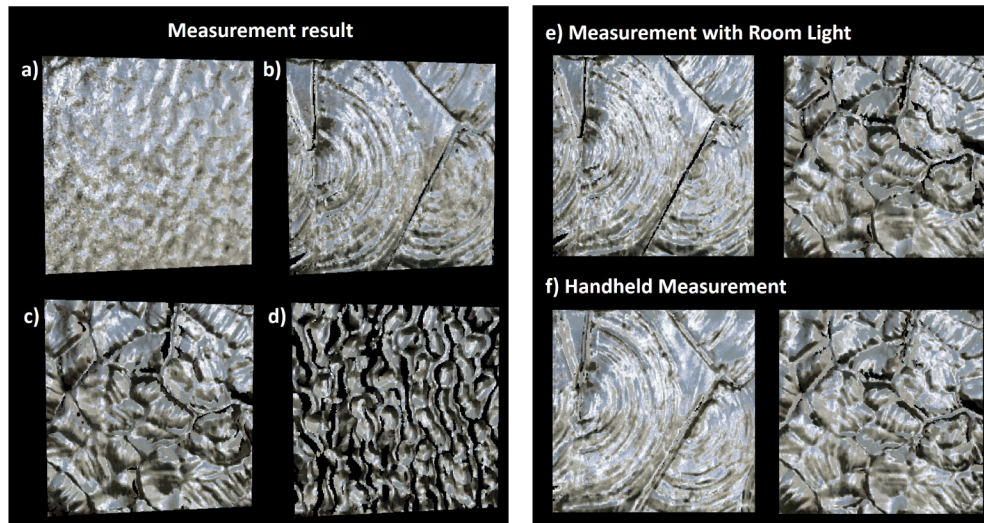 Measurement result
a)
b)
c)
d)
e) Measurement with Room Light
f) Handheld Measurement